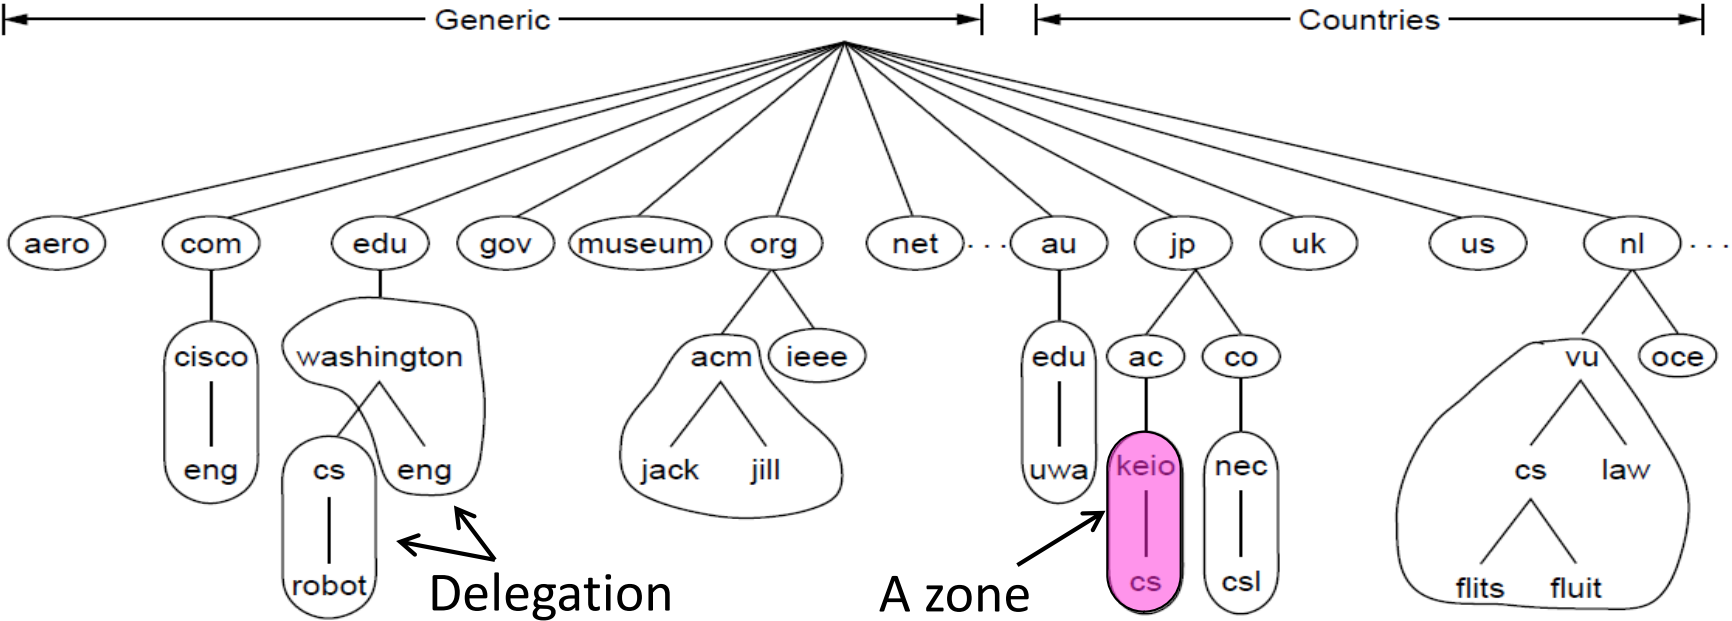 Generic Countries
aero com edu gov museum org net ... au jp uk us nl ...
cisco washington acm ieee edu ac co vu oce
eng cs eng jack jill uwa keio nec cs law
robot cs csl flits fluit
Delegation A zone